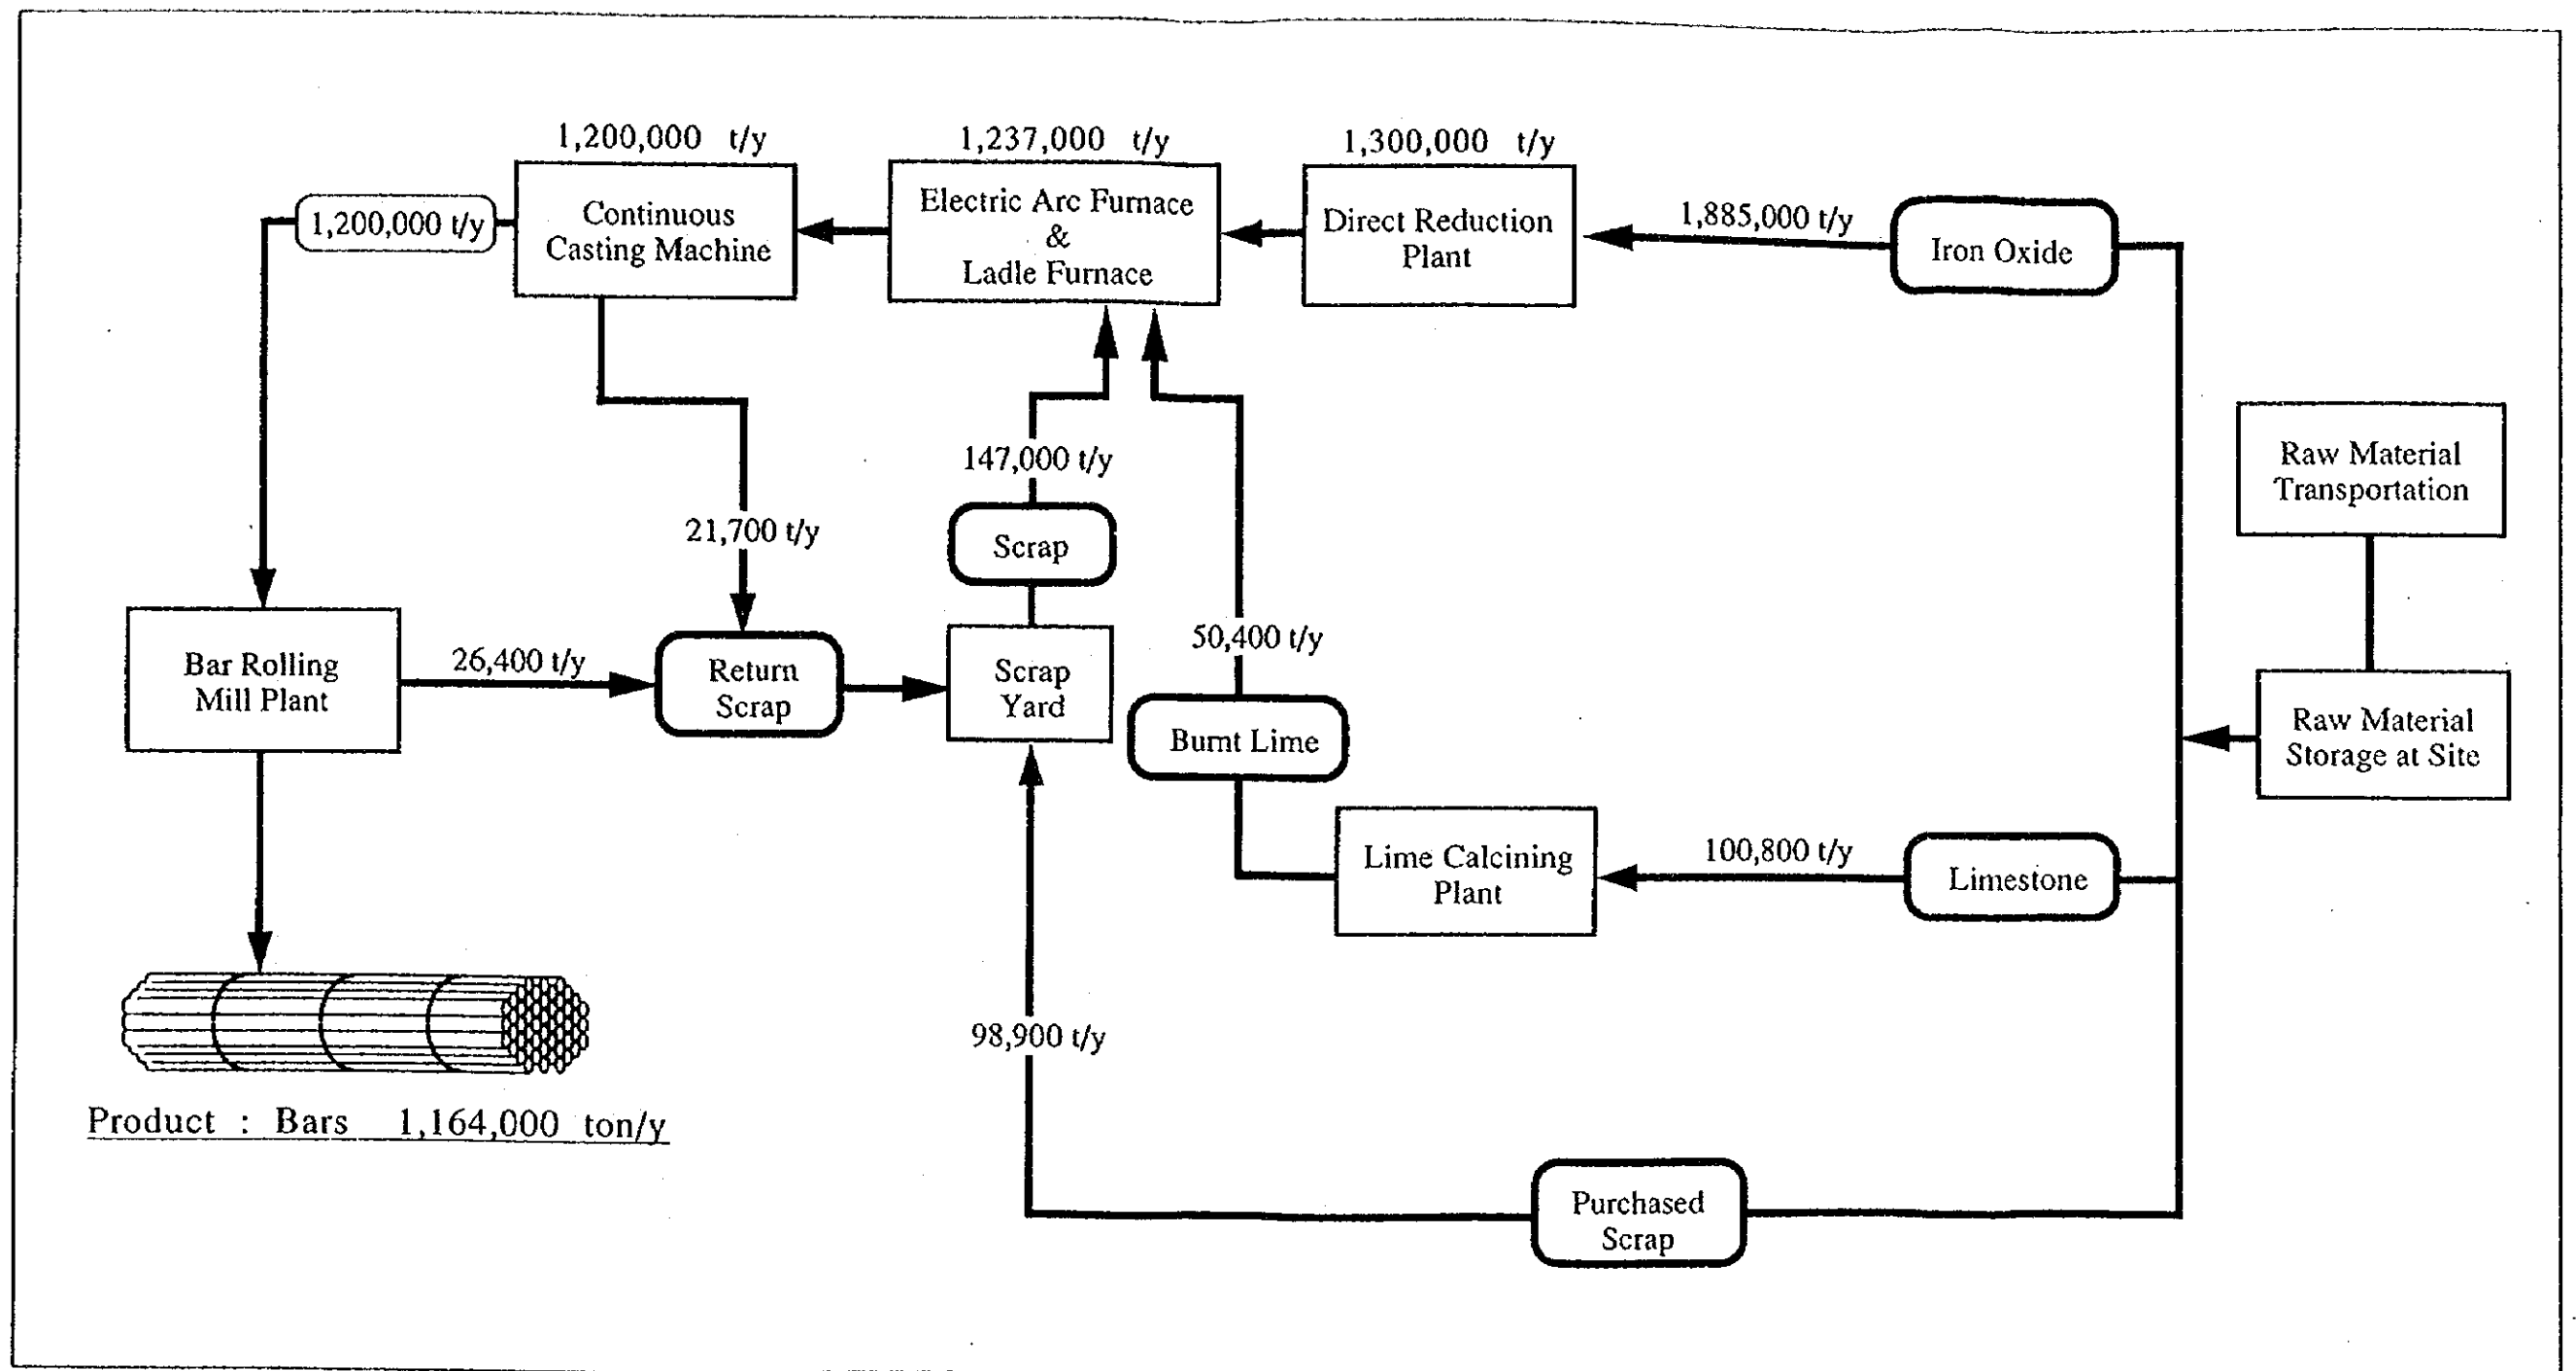 1,200,000 t/y
1,237,000 t/y
1,300,000 t/y
1,200,000 t/y
Continuous
Casting Machine
Electric Arc Furnace
&
Ladle Furnace
Direct Reduction
Plant
1,885,000 t/y
Iron Oxide
147,000 t/y
Scrap
21,700 t/y
Raw Material
Transportation
Bar Rolling
Mill Plant
26,400 t/y
Return
Scrap
Scrap
Yard
50,400 t/y
Burnt Lime
Raw Material
Storage at Site
Lime Calcining
Plant
100,800 t/y
Limestone
98,900 t/y
Product : Bars 1,164,000 ton/y
Purchased
Scrap